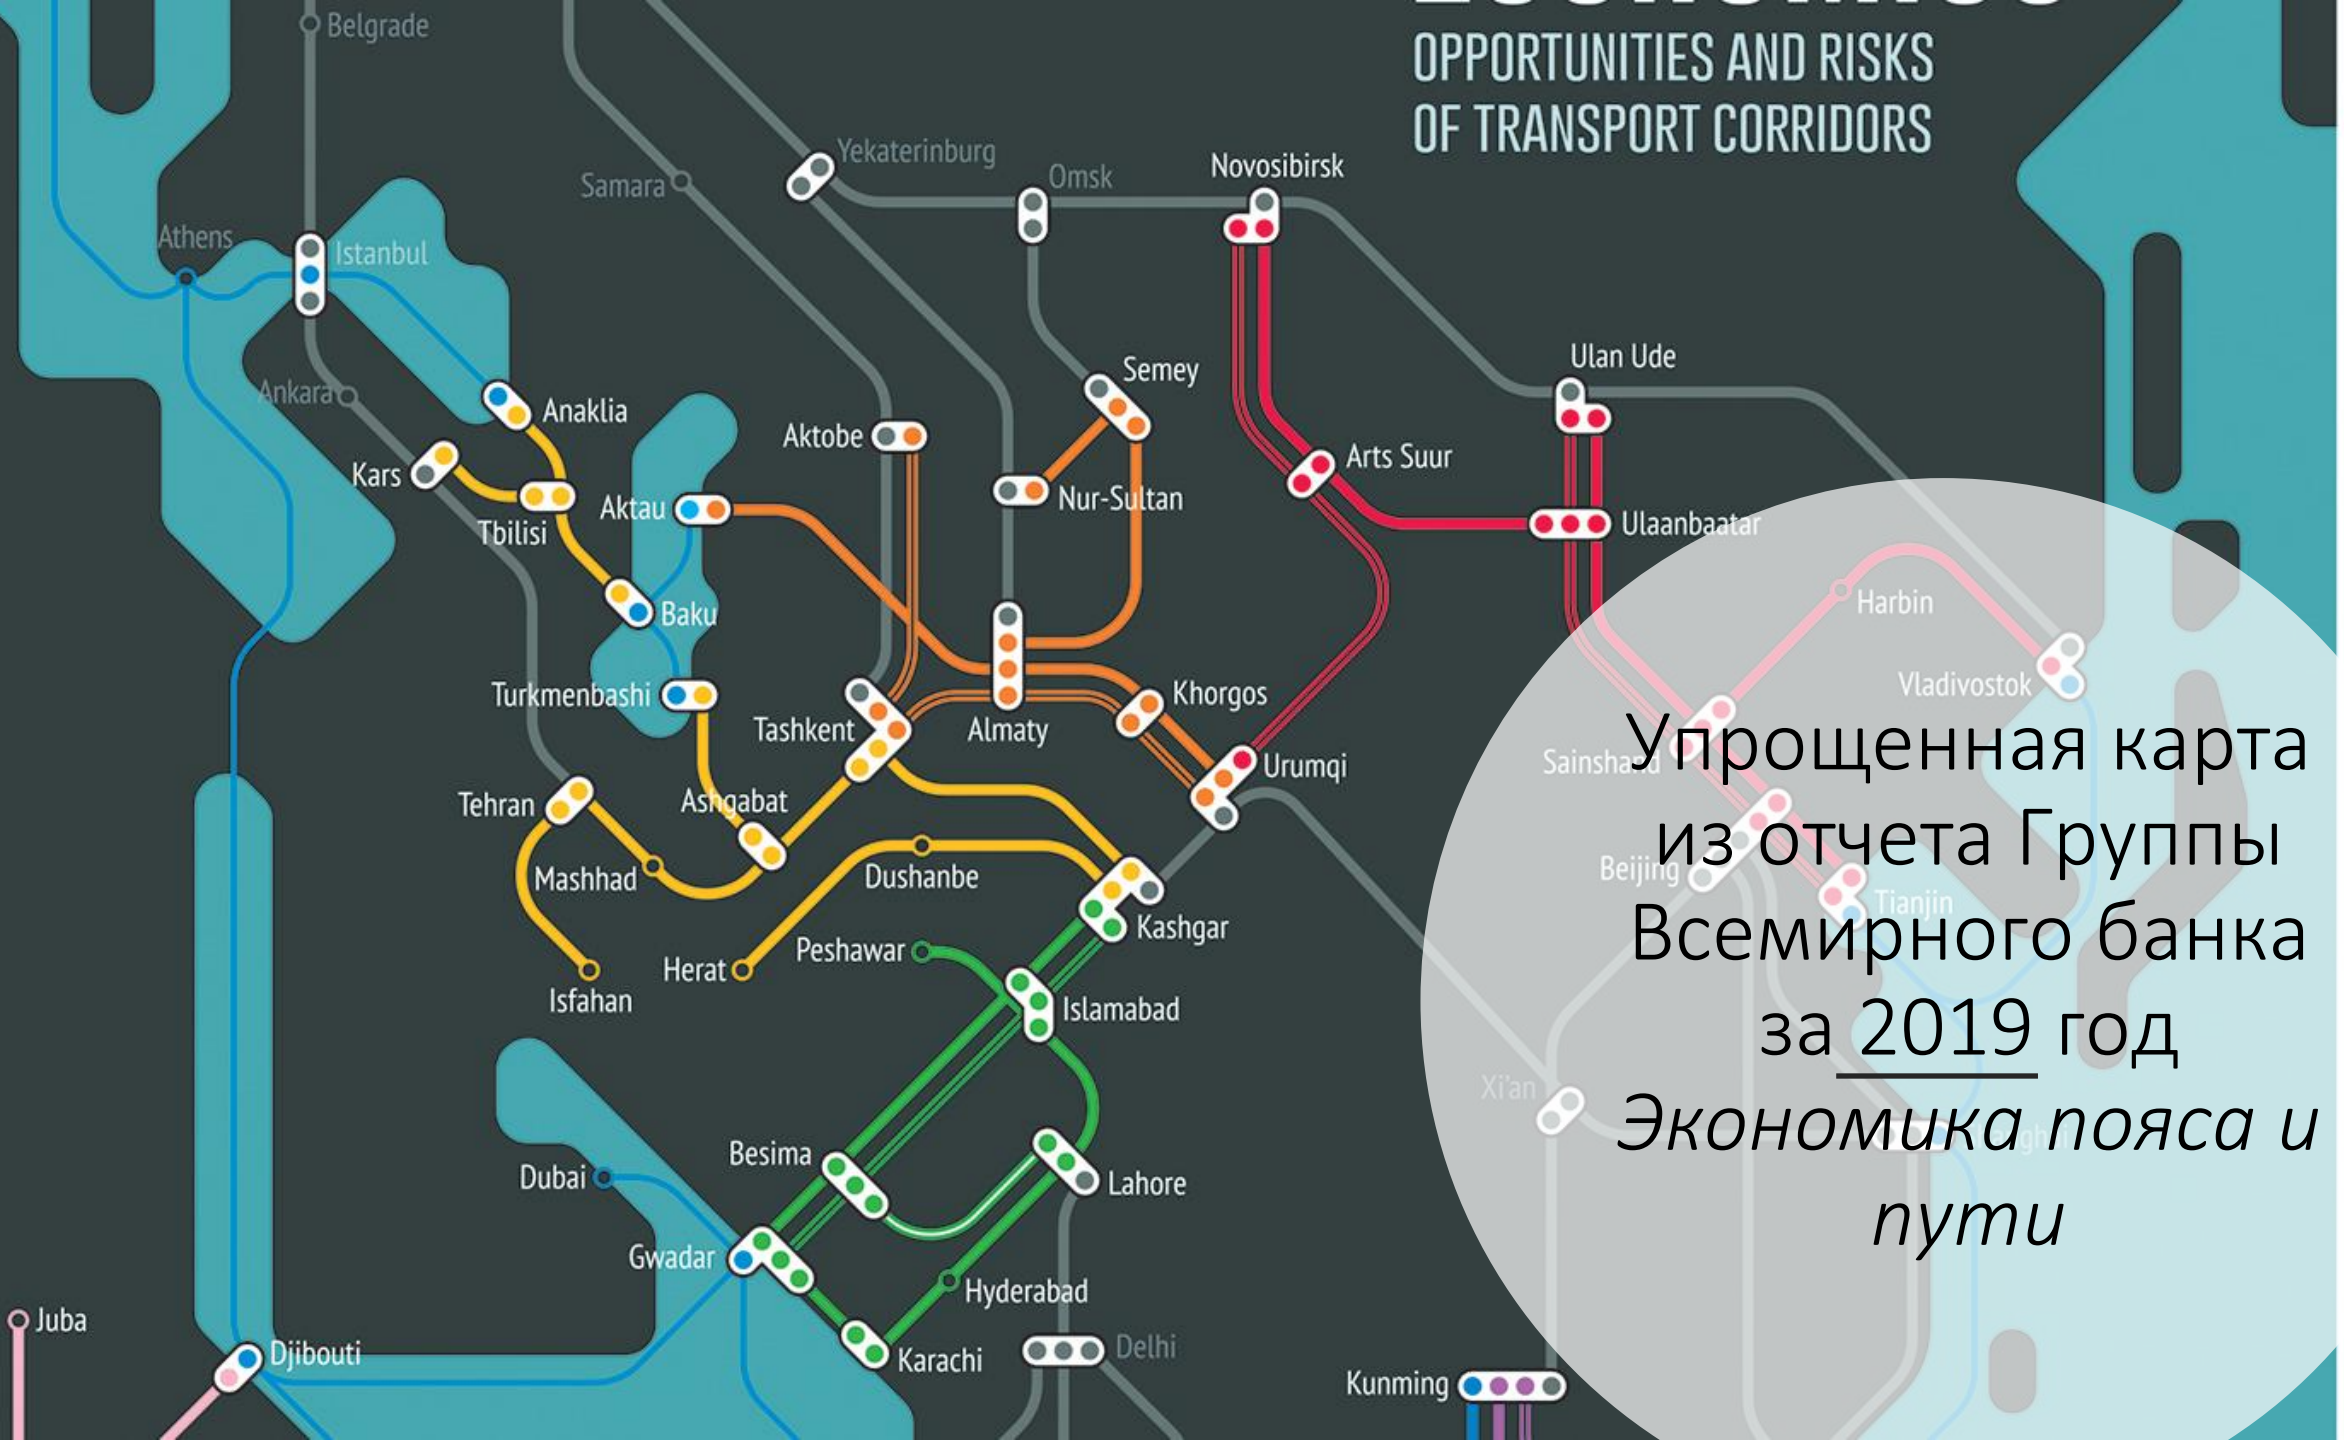 OPPORTUNITIES AND RISKS
OF TRANSPORT CORRIDORS
Belgrade
Yekaterinburg
Samara
Omsk
Novosibirsk
Athens
Istanbul
Ulan Ude
Semey
Ankara
Anaklia
Aktobe
Arts Suur
Kars
Aktau
Nur-Sultan
Tbilisi
Ulaanbaatar
Baku
Harbin
Turkmenbashi
Khorgos
Vladivostok
Tashkent
Almaty
Urumqi
Sainshand
Tehran
Ashgabat
Mashhad
Dushanbe
Beijing
Tianjin
Kashgar
Peshawar
Herat
Isfahan
Islamabad
Xi'an
Besima
Dubai
Lahore
Gwadar
Hyderabad
Juba
Djibouti
Karachi
Delhi
Kunming
Упрощенная карта
из отчета Группы
Всемирного банка
за 2019 год
Экономика пояса и
пути